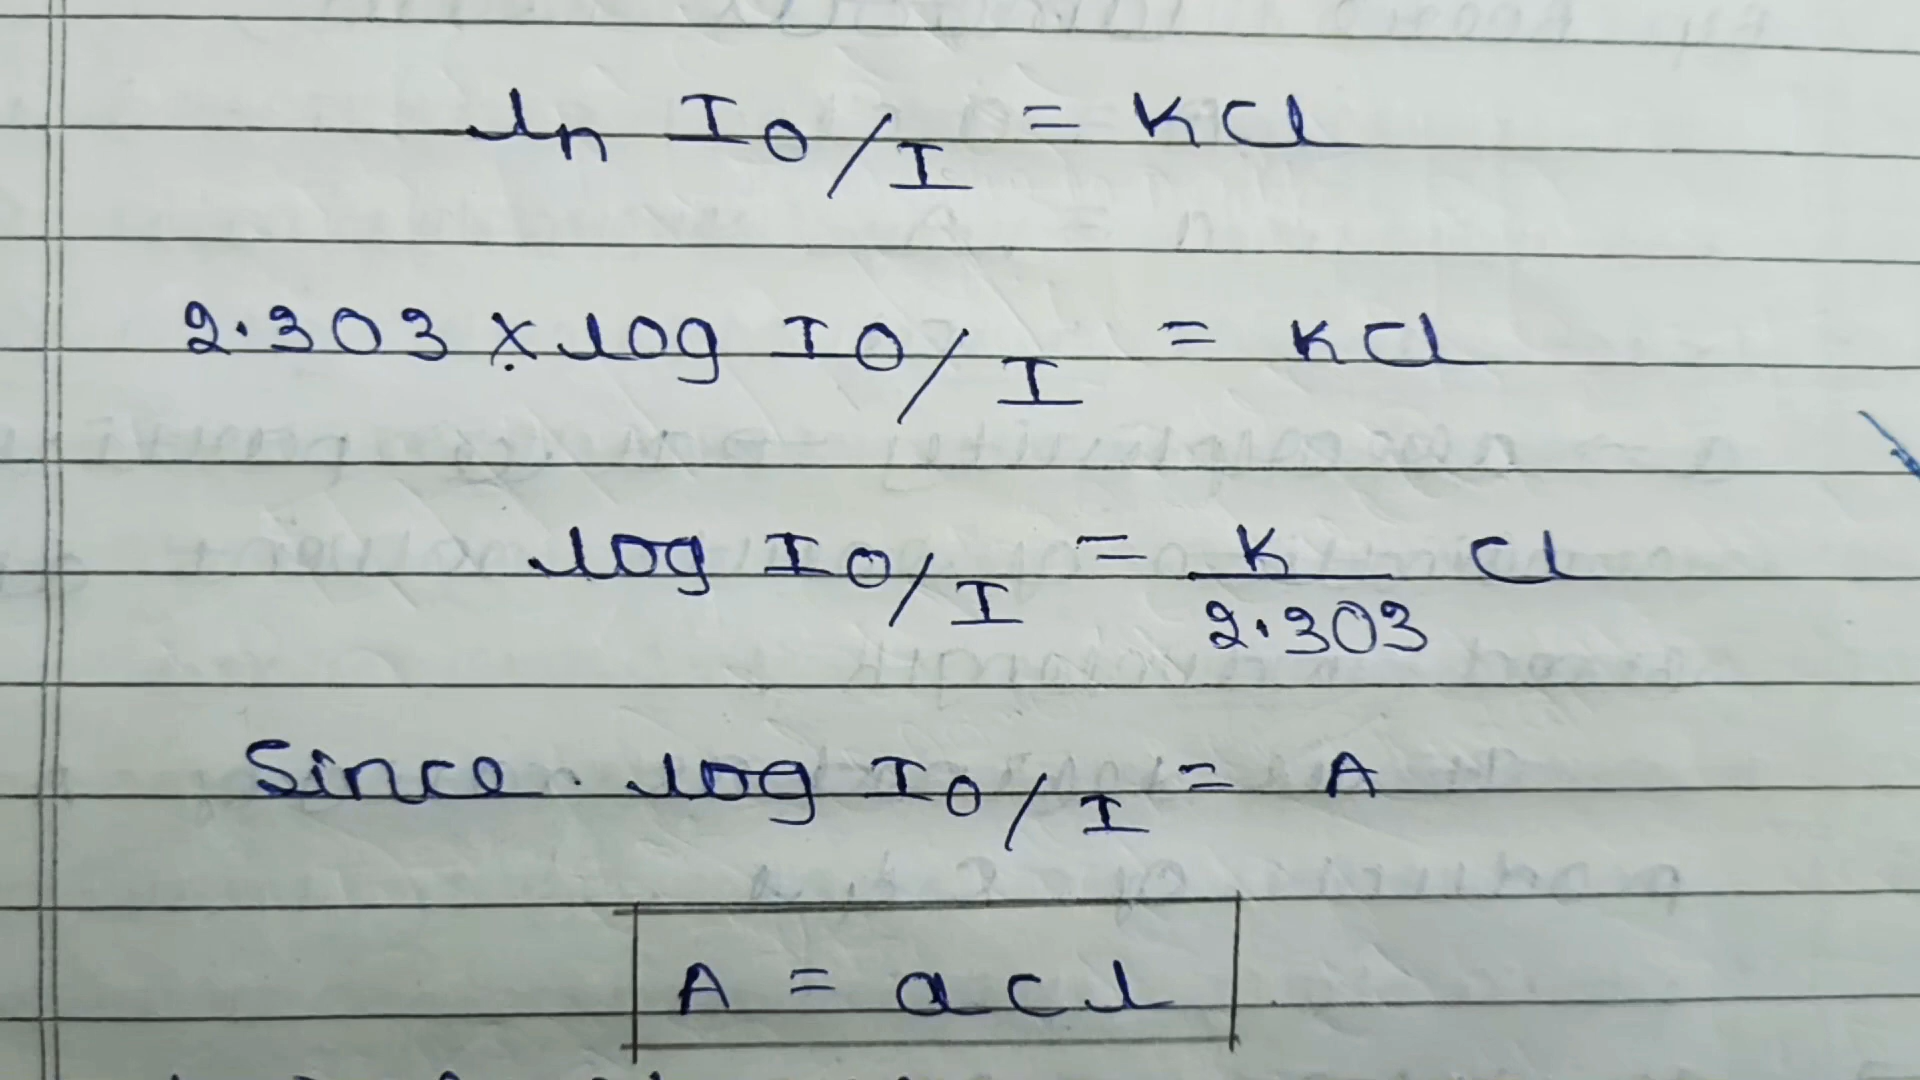 ln I0/I = KCl
2.303 × log I0/I = KCl
log I0/I = K/2.303 Cl
Since log I0/I = A
A = acl